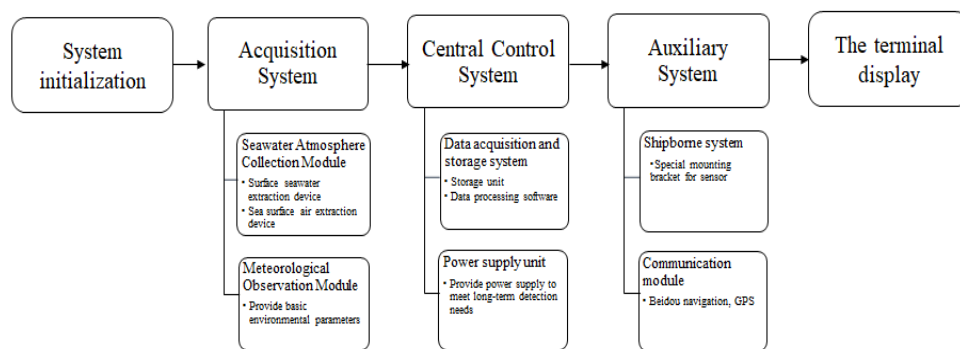 System
initialization
Acquisition
System
Central Control
System
Auxiliary
System
The terminal
display
Seawater Atmosphere
Collection Module
• Surface seawater
extraction device
• Sea surface air extraction
device
Meteorological
Observation Module
• Provide basic
environmental parameters
Data acquisition and
storage system
• Storage unit
• Data processing software
Power supply unit
• Provide power supply to
meet long-term detection
needs
Shipborne system
• Special mounting
bracket for sensor
Communication
module
• Beidou navigation, GPS